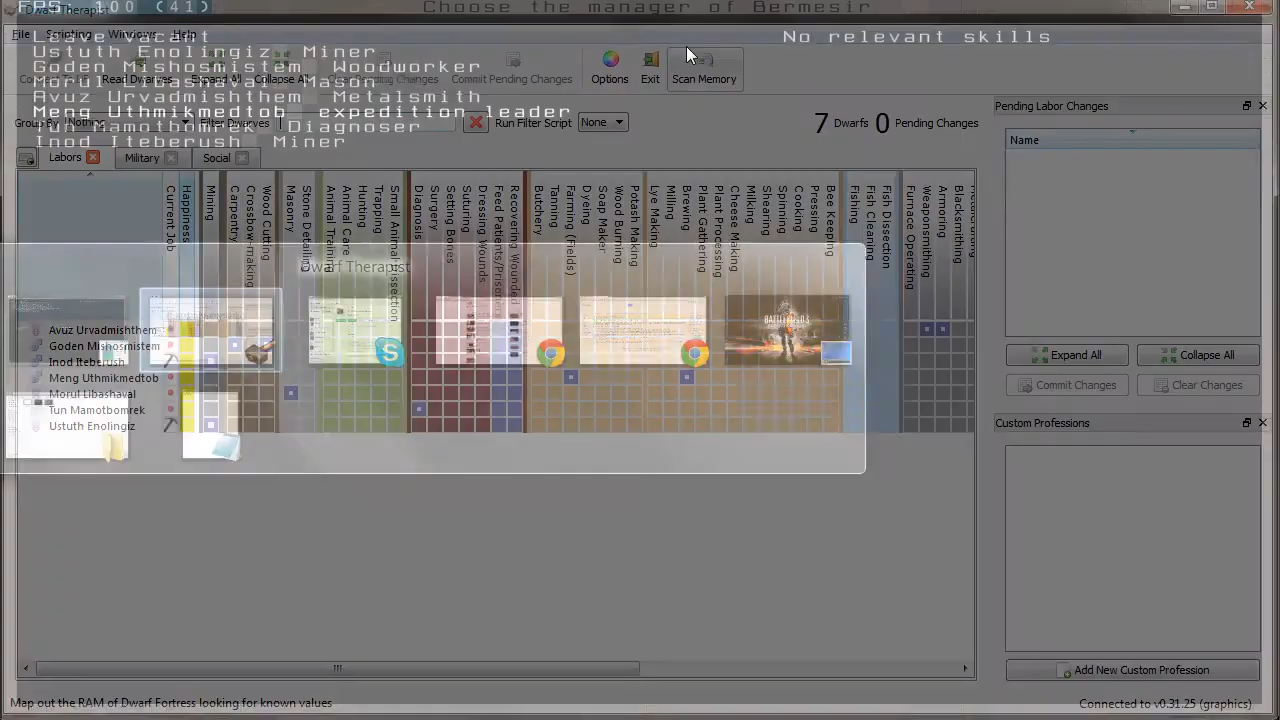 FPS: 100 (41)
Dwarf Therapist
Choose the manager of Bermesir
File Scripting Windows Help
Leave Vacant
No relevant skills
Ustuth Enolingiz, Miner
Goden Mishosmistem, Woodworker
Morul Libashaval, Mason
Avuz Urvadmishthem, Metalsmith
Meng Uthmikmedtob, expedition leader
Tun Mamotbomrek, Diagnoser
Inod Iteberush, Miner
Read Dwarves
Expand All
Collapse All
Clear Pending Changes
Commit Pending Changes
Options
Exit
Scan Memory
Group By Nothing
Filter Dwarves
Run Filter Script None
7 Dwarfs 0 Pending Changes
Labors
Military
Social
Current Job
Happiness
Mining
Carpentry
Crossbow-making
Wood Cutting
Masonry
Stone Detailing
Animal Training
Animal Care
Hunting
Trapping
Small Animal Dissection
Diagnosis
Surgery
Setting Bones
Suturing
Dressing Wounds
Feed Patients/Prisoners
Recovering Wounded
Butchery
Tanning
Farming (Fields)
Dyeing
Soap Maker
Wood Burning
Potash Making
Lye Making
Milling
Brewing
Plant Gathering
Plant Processing
Cheese Making
Milking
Shearing
Spinning
Cooking
Pressing
Bee Keeping
Fishing
Fish Cleaning
Fish Dissection
Furnace Operating
Weaponsmithing
Armoring
Blacksmithing
Dwarf Therapist
BATTLEFIELD 3
Avuz Urvadmishthem
Goden Mishosmistem
Inod Iteberush
Meng Uthmikmedtob
Morul Libashaval
Tun Mamotbomrek
Ustuth Enolingiz
Pending Labor Changes
Name
Expand All
Collapse All
Commit Changes
Clear Changes
Custom Professions
Add New Custom Profession
Map out the RAM of Dwarf Fortress looking for known values
Connected to v0.31.25 (graphics)